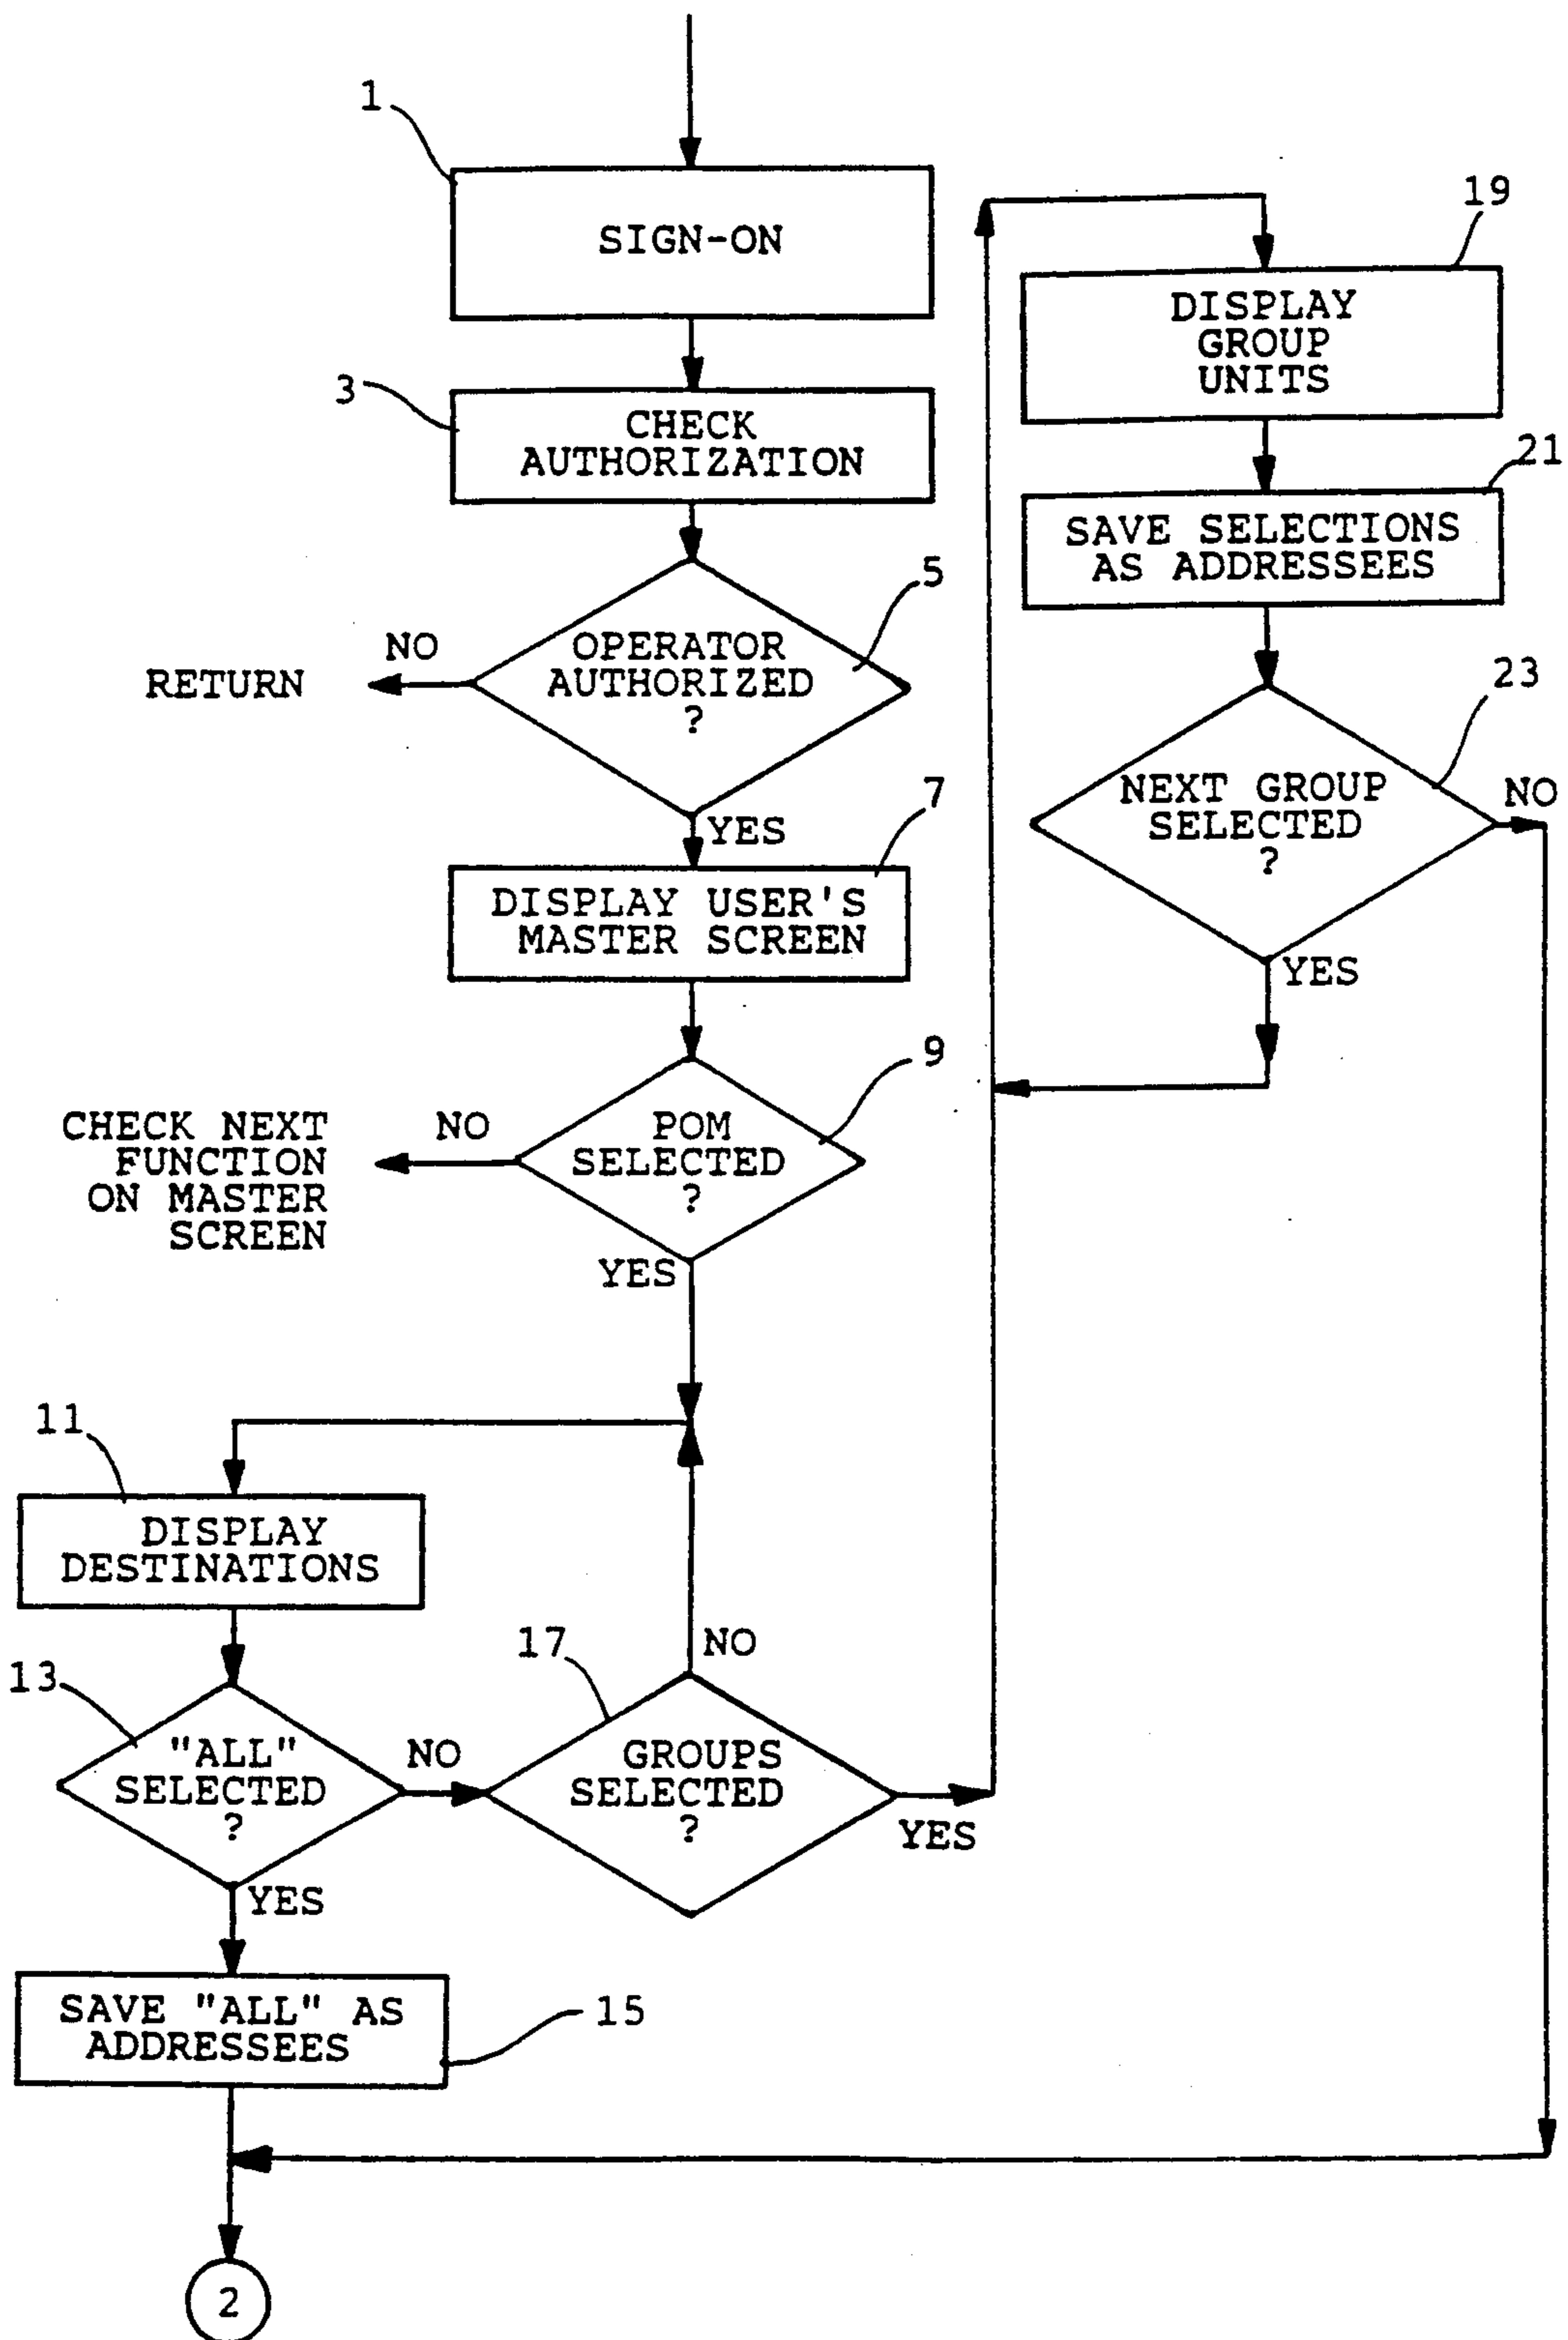 1
SIGN-ON
3
CHECK
AUTHORIZATION
5
OPERATOR
AUTHORIZED
?
NO
RETURN
YES
7
DISPLAY USER'S
MASTER SCREEN
9
POM
SELECTED
?
NO
CHECK NEXT
FUNCTION
ON MASTER
SCREEN
YES
11
DISPLAY
DESTINATIONS
13
"ALL"
SELECTED
?
NO
YES
15
SAVE "ALL" AS
ADDRESSEES
17
GROUPS
SELECTED
?
NO
YES
19
DISPLAY
GROUP
UNITS
21
SAVE SELECTIONS
AS ADDRESSEES
23
NEXT GROUP
SELECTED
?
NO
YES
2